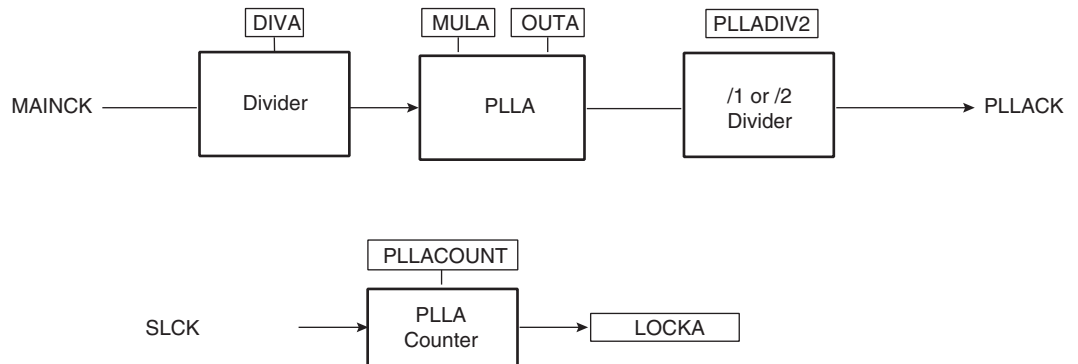 DIVA
MULA
OUTA
PLLADIV2
MAINCK
Divider
PLLA
/1 or /2
Divider
PLLACK
PLLACOUNT
SLCK
PLLA
Counter
LOCKA